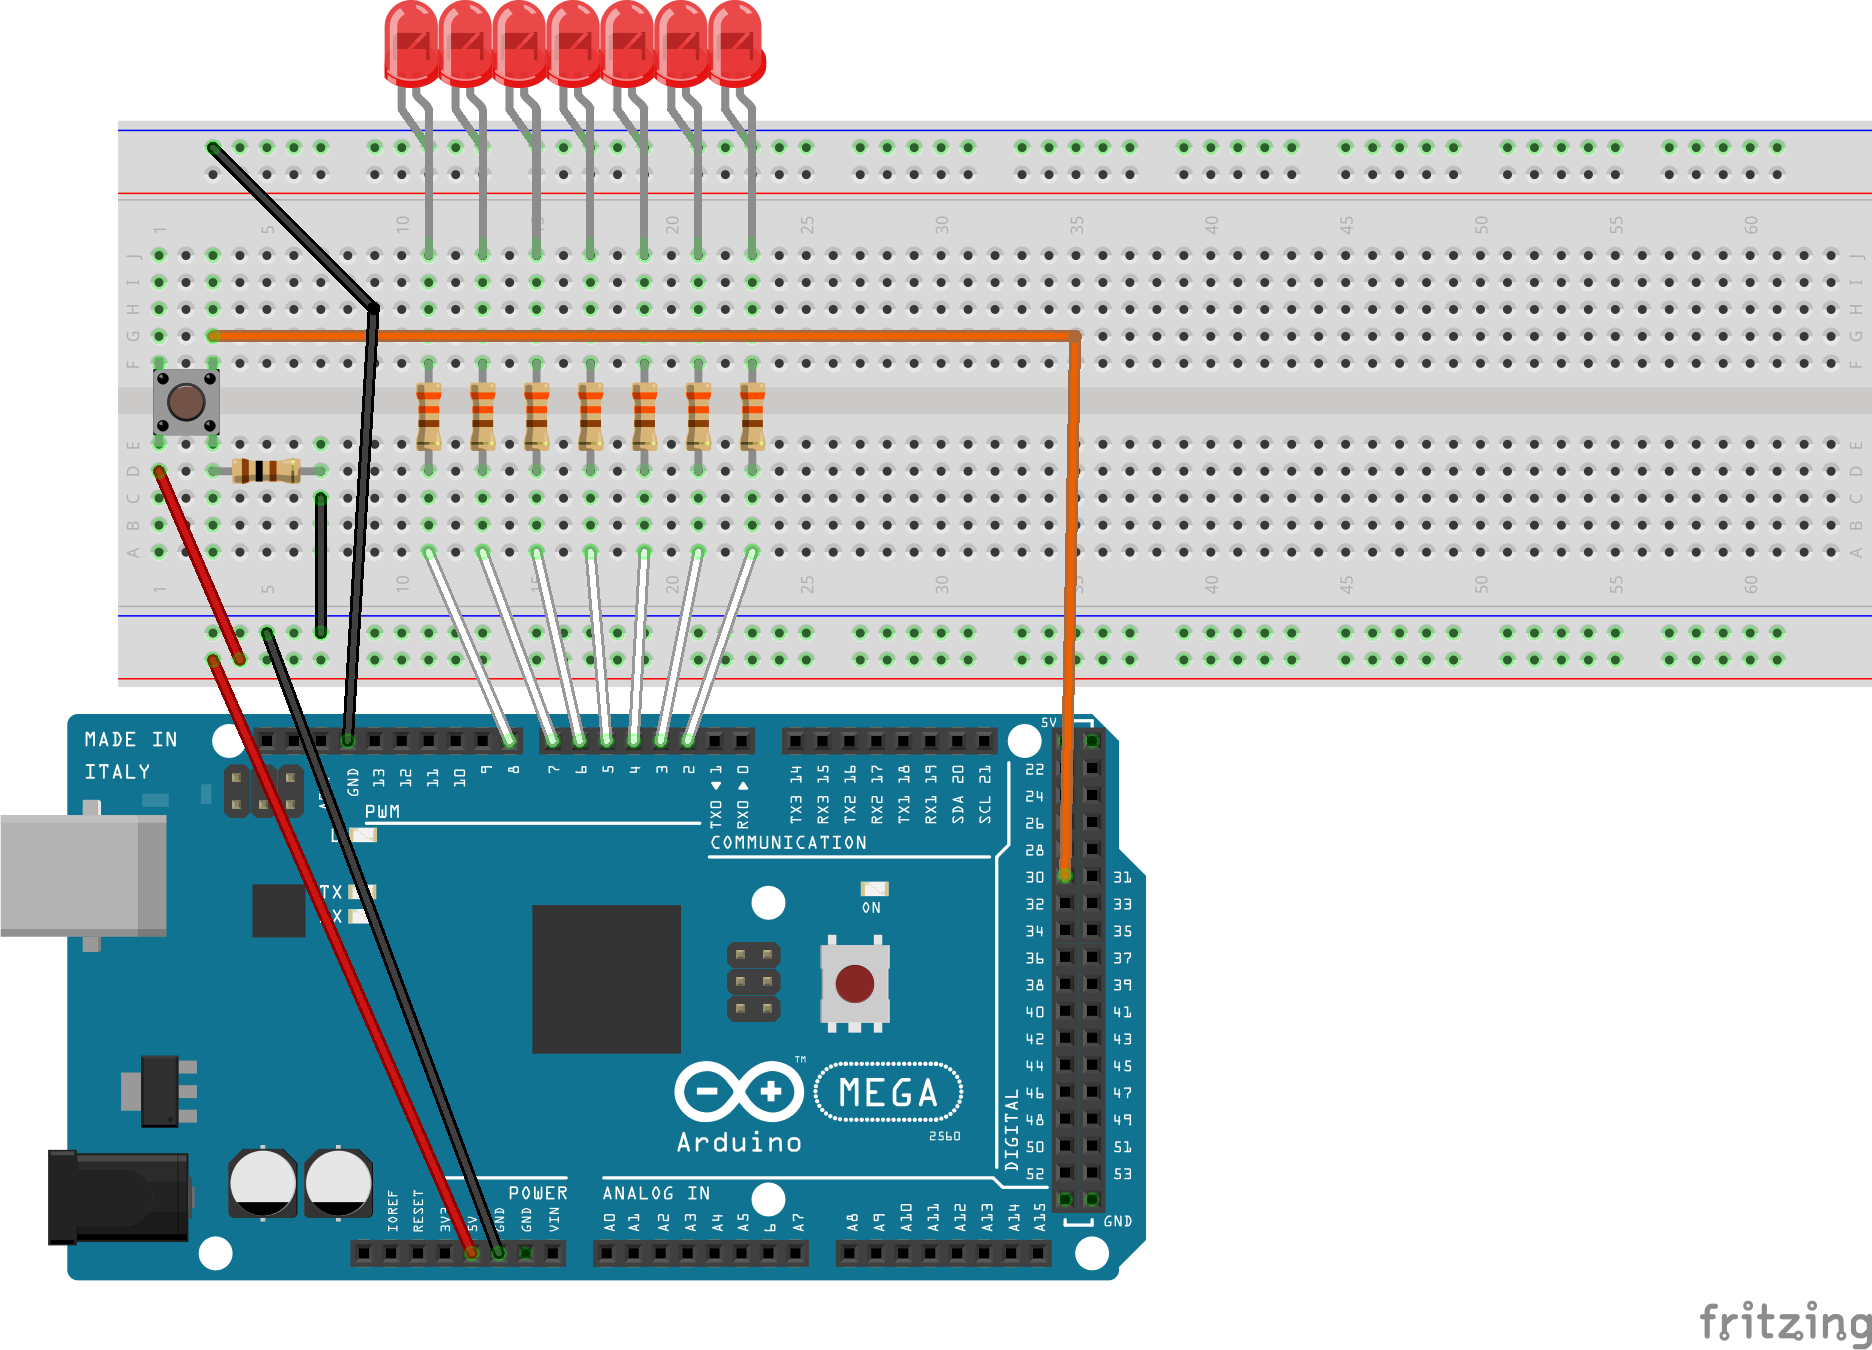 1 5 10 15 20 25 30 35 40 45 50 55 60
J J
I I
H H
G G
F F
E E
D D
C C
B B
A A
1 5 10 15 20 25 30 35 40 45 50 55 60
MADE IN
ITALY
GND 13 12 11 10 9 8 7 6 5 4 3 2 TX0 1 RX0 0
TX3 14 RX3 15 TX2 16 RX2 17 TX1 18 RX1 19 SDA 20 SCL 21
PWM
COMMUNICATION
5V
22
24
26
28
30 31
32 33
34 35
36 37
38 39
40 41
42 43
44 45
46 47
48 49
50 51
52 53
GND
DIGITAL
TX
ON
MEGA
TM
2560
Arduino
POWER
ANALOG IN
IOREF RESET 3V3 5V GND GND VIN
A0 A1 A2 A3 A4 A5 6 A7
A8 A9 A10 A11 A12 A13 A14 A15
fritzing